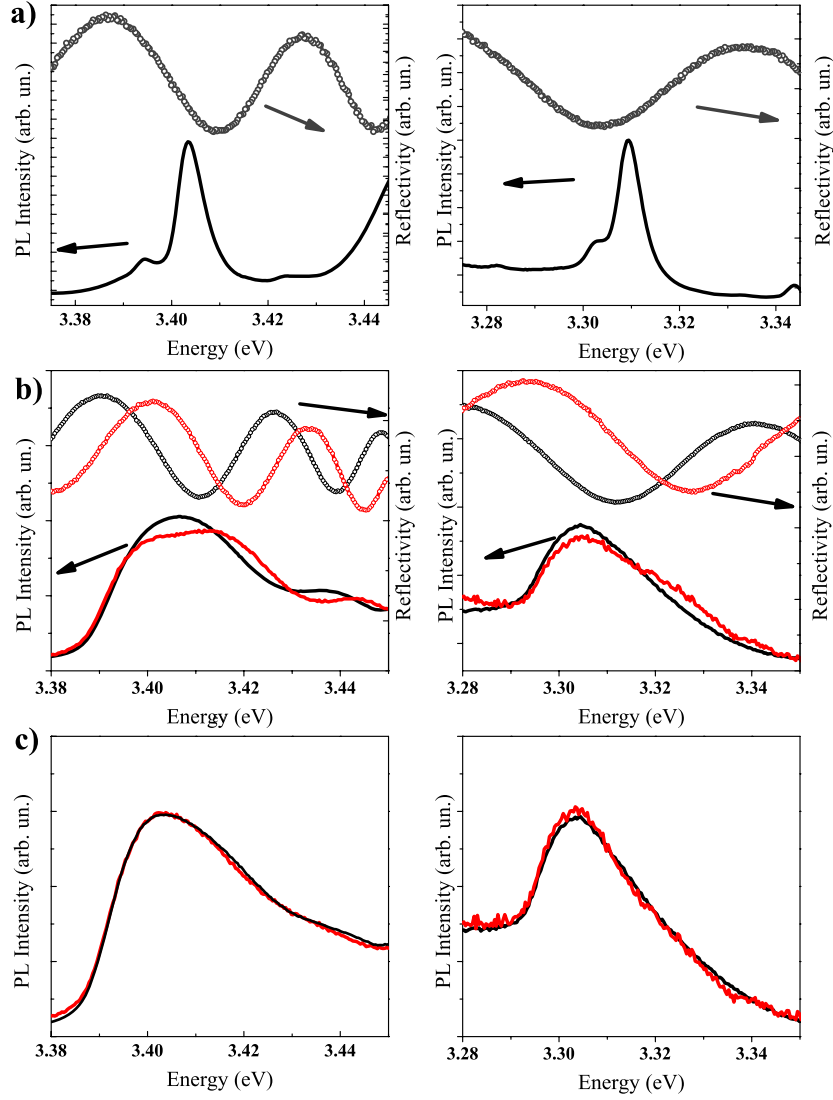 a)
PL Intensity (arb. un.)
Reflectivity (arb. un.)
3.38 3.40 3.42 3.44
Energy (eV)
PL Intensity (arb. un.)
Reflectivity (arb. un.)
3.28 3.30 3.32 3.34
Energy (eV)
b)
PL Intensity (arb. un.)
Reflectivity (arb. un.)
3.38 3.40 3.42 3.44
Energy (eV)
PL Intensity (arb. un.)
Reflectivity (arb. un.)
3.28 3.30 3.32 3.34
Energy (eV)
c)
PL Intensity (arb. un.)
3.38 3.40 3.42 3.44
Energy (eV)
PL Intensity (arb. un.)
3.28 3.30 3.32 3.34
Energy (eV)